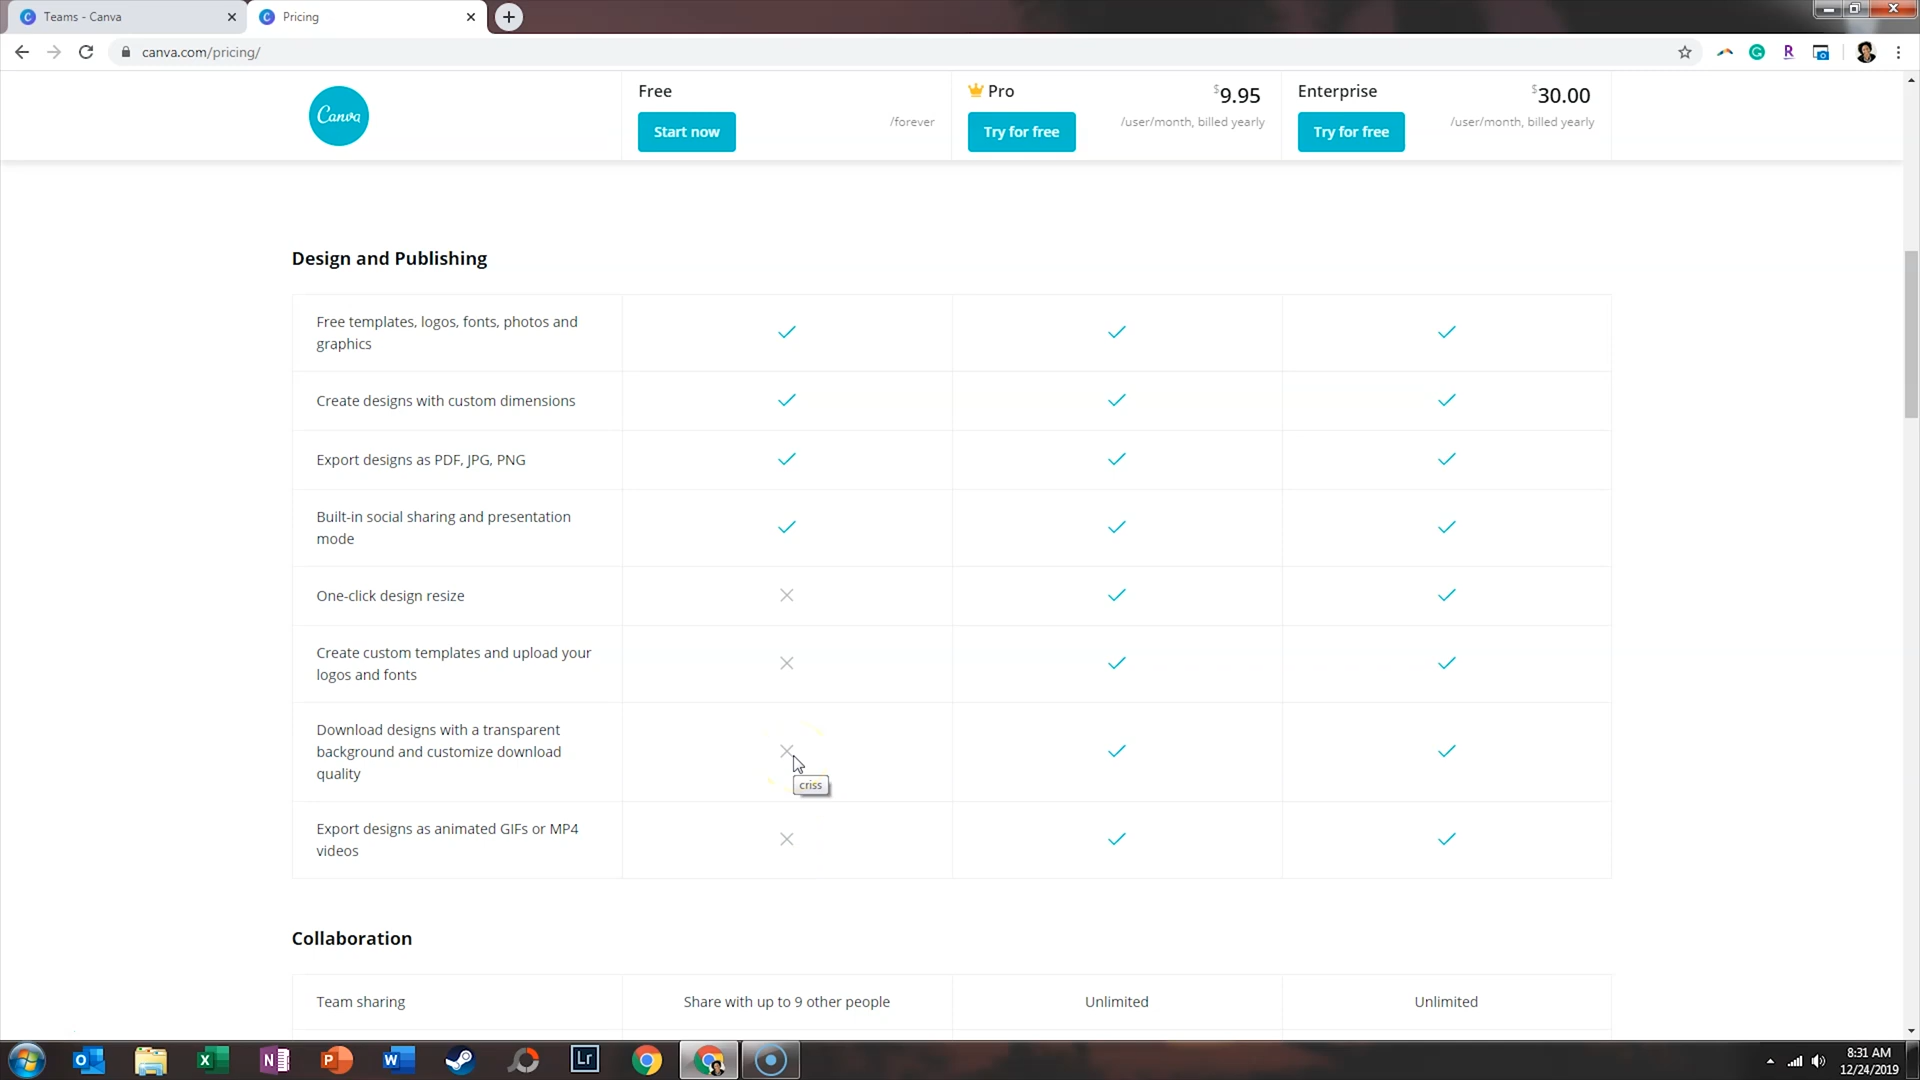 Teams - Canva
Pricing
canva.com/pricing/
Canva
Free
Start now
/forever
Pro
$9.95
/user/month, billed yearly
Try for free
Enterprise
$30.00
/user/month, billed yearly
Try for free
Design and Publishing
Free templates, logos, fonts, photos and
graphics
Create designs with custom dimensions
Export designs as PDF, JPG, PNG
Built-in social sharing and presentation
mode
One-click design resize
Create custom templates and upload your
logos and fonts
Download designs with a transparent
background and customize download
quality
criss
Export designs as animated GIFs or MP4
videos
Collaboration
Team sharing
Share with up to 9 other people
Unlimited
Unlimited
8:31 AM
12/24/2019